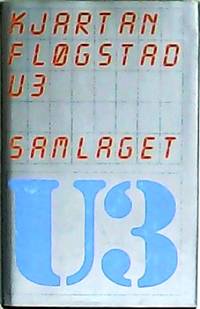 KJARTAN
FLØGSTAD
U3
SAMLAGET
U3